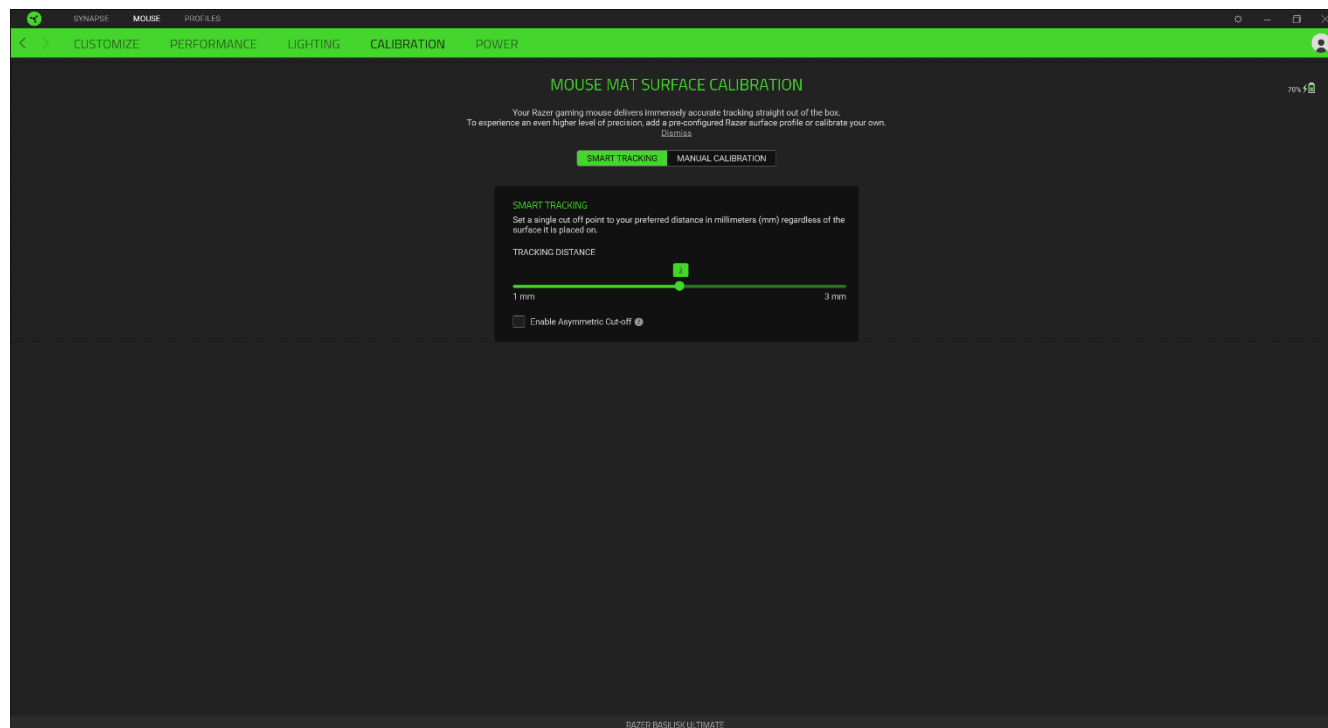 SYNAPSE MOUSE PROFILES
CUSTOMIZE PERFORMANCE LIGHTING CALIBRATION POWER
MOUSE MAT SURFACE CALIBRATION
70%
Your Razer gaming mouse delivers immensely accurate tracking straight out of the box.
To experience an even higher level of precision, add a pre-configured Razer surface profile or calibrate your own.
Dismiss
SMART TRACKING MANUAL CALIBRATION
SMART TRACKING
Set a single cut off point to your preferred distance in millimeters (mm) regardless of the
surface it is placed on.
TRACKING DISTANCE
2
1 mm 3 mm
Enable Asymmetric Cut-off ?
RAZER BASILISK ULTIMATE